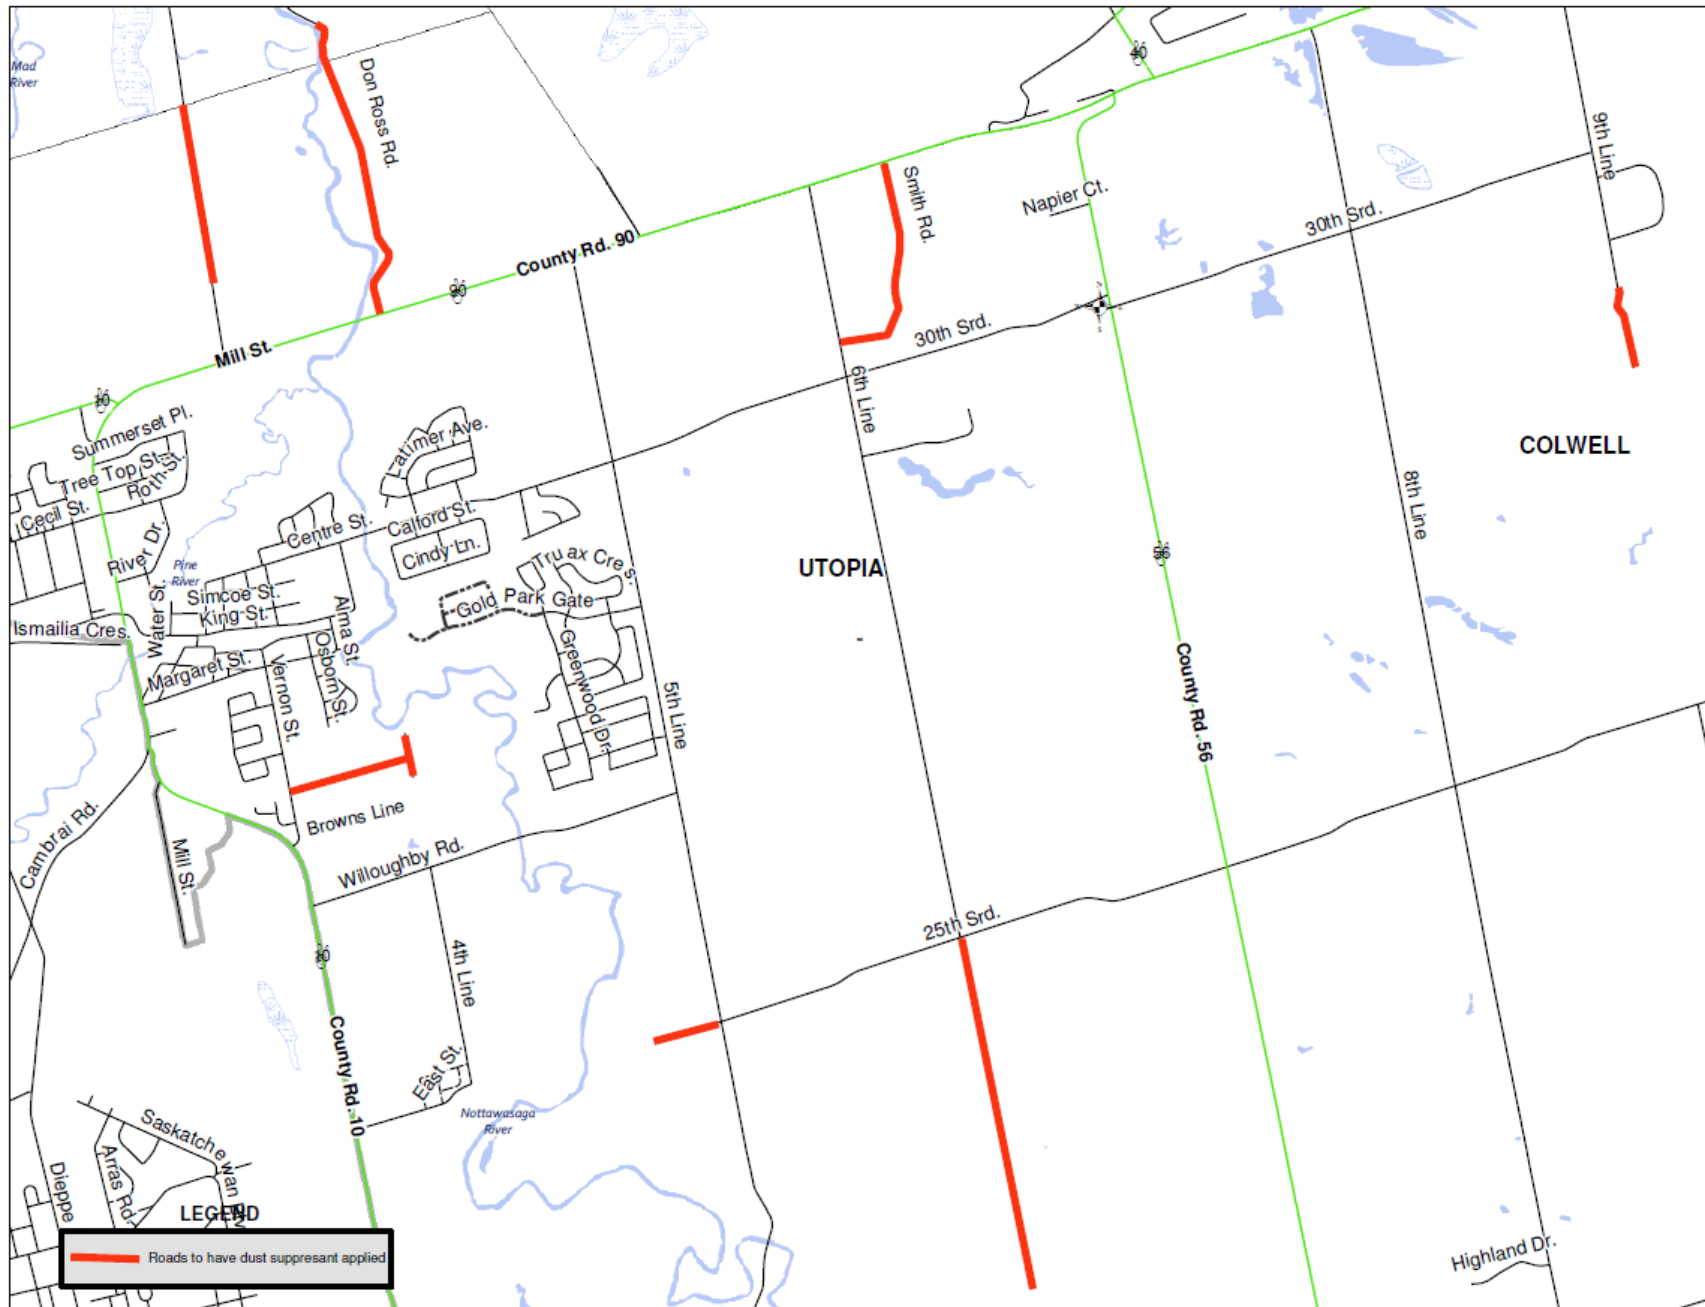 Mad
River
Don Ross Rd.
40
9th Line
Smith Rd.
Napier Ct.
30th Srd.
County Rd. 90
90
30th Srd.
Mill St.
6th Line
10
Summerset Pl.
Latimer Ave.
COLWELL
Tree Top St.
Roth St.
Cecil St.
Centre St.
Calford St.
8th Line
River Dr.
Cindy Ln.
Truax Cres.
56
UTOPIA
Pine
River
Simcoe St.
King St.
Gold Park Gate
Water St.
Alma St.
Ismailia Cres.
Osborn St.
Greenwood Dr.
Margaret St.
Vernon St.
5th Line
County Rd. 56
Browns Line
Cambrai Rd.
Mill St.
Willoughby Rd.
25th Srd.
10
4th Line
County Rd. 10
East St.
Nottawasaga
River
Saskatchewan
Arras Rd.
Dieppe
Highland Dr.
LEGEND
Roads to have dust suppresant applied